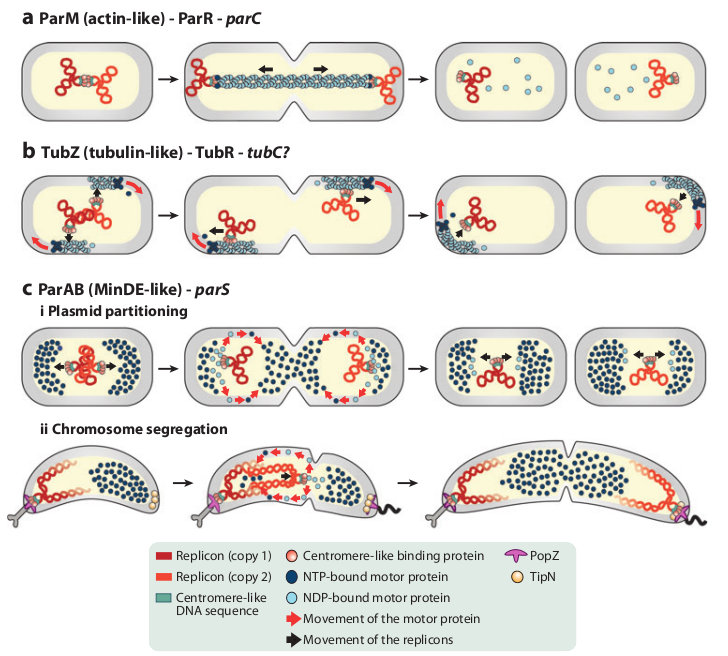 a ParM (actin-like) - ParR - parC
b TubZ (tubulin-like) - TubR - tubC?
c ParAB (MinDE-like) - parS
i Plasmid partitioning
ii Chromosome segregation
Replicon (copy 1)
Replicon (copy 2)
Centromere-like
DNA sequence
Centromere-like binding protein
NTP-bound motor protein
NDP-bound motor protein
Movement of the motor protein
Movement of the replicons
PopZ
TipN